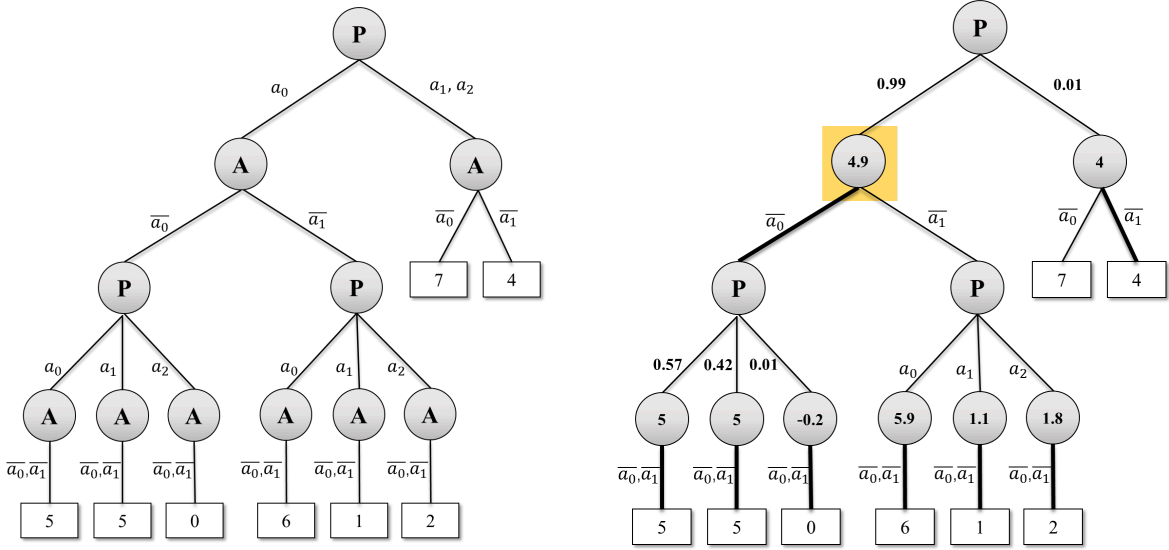 P P
a₀ a₁, a₂ 0.99 0.01
A A 4.9 4
a̅₀ a̅₁ a̅₀ a̅₁ a̅₀ a̅₁ a̅₀ a̅₁
P P 7 4 P P 7 4
a₀ a₁ a₂ a₀ a₁ a₂ 0.57 0.42 0.01 a₀ a₁ a₂
A A A A A A 5 5 -0.2 5.9 1.1 1.8
a̅₀,a̅₁ a̅₀,a̅₁ a̅₀,a̅₁ a̅₀,a̅₁ a̅₀,a̅₁ a̅₀,a̅₁ a̅₀,a̅₁ a̅₀,a̅₁ a̅₀,a̅₁ a̅₀,a̅₁ a̅₀,a̅₁ a̅₀,a̅₁
5 5 0 6 1 2 5 5 0 6 1 2